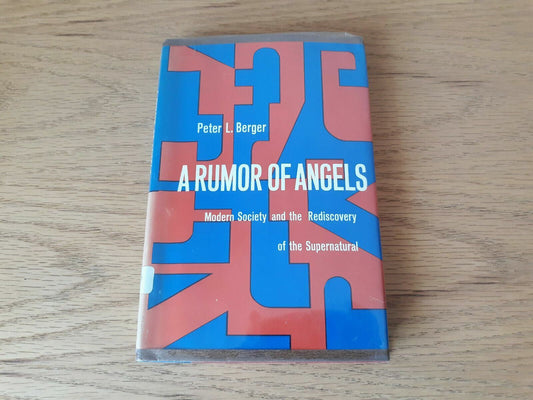 Peter L. Berger
A RUMOR OF ANGELS
Modern Society and the Rediscovery
of the Supernatural